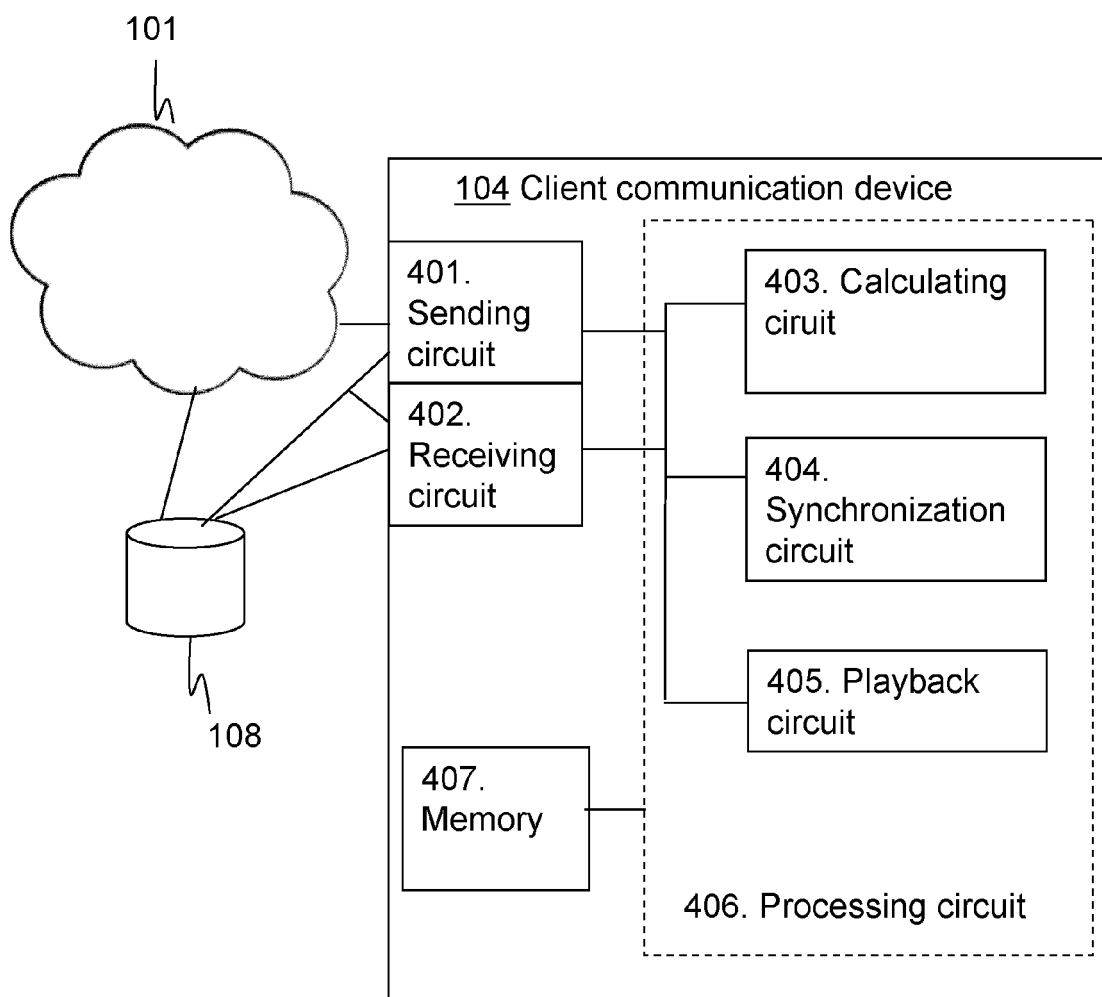 101
104 Client communication device
401.
Sending
circuit
402.
Receiving
circuit
403. Calculating
ciruit
404.
Synchronization
circuit
405. Playback
circuit
108
407.
Memory
406. Processing circuit